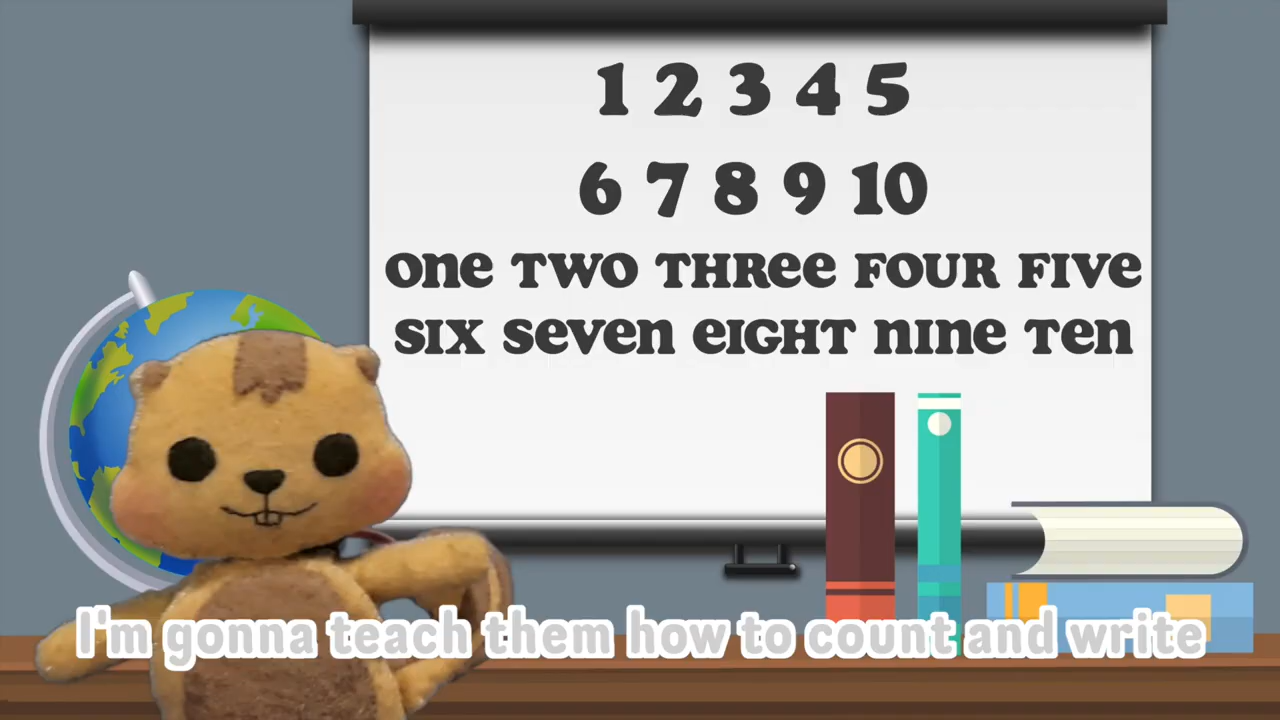 1 2 3 4 5
6 7 8 9 10
one TWO THRee FOUR FIVe
SIX seven eIGHT nIne Ten
I'm gonna teach them how to count and write